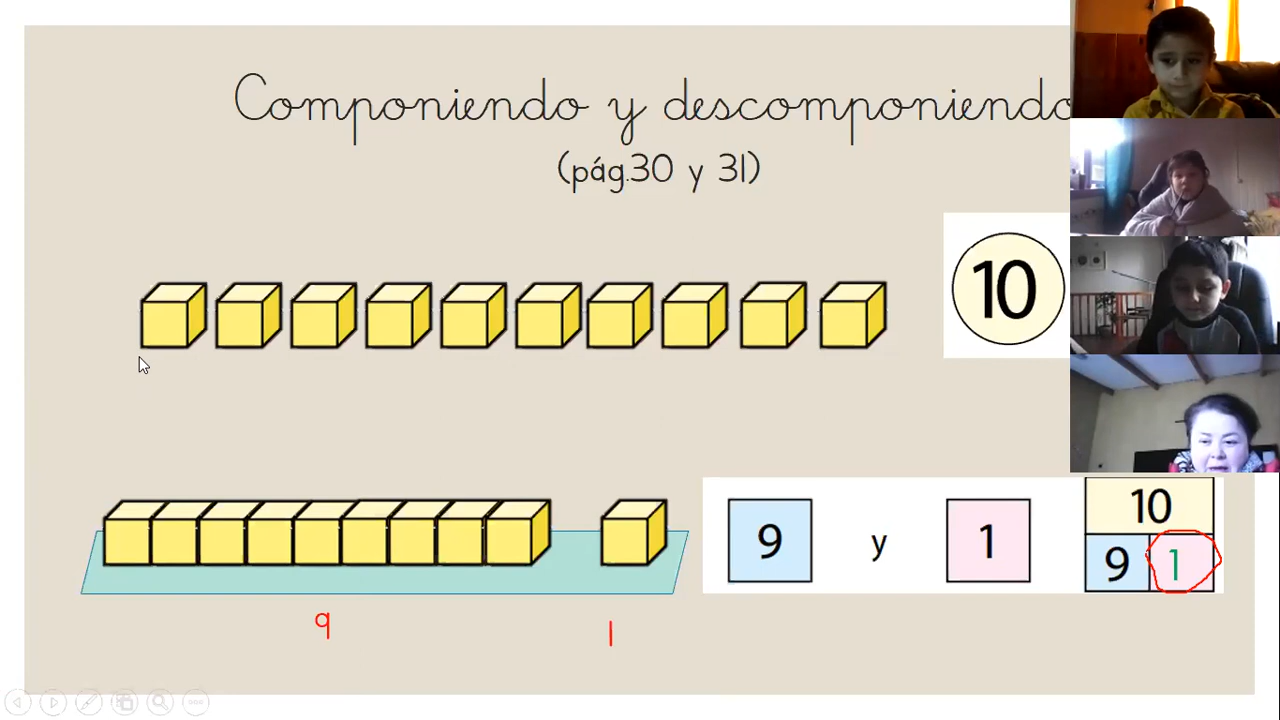 Componiendo y descomponiendo
(pág.30 y 31)
10
9 y 1
10
9 1
9 1